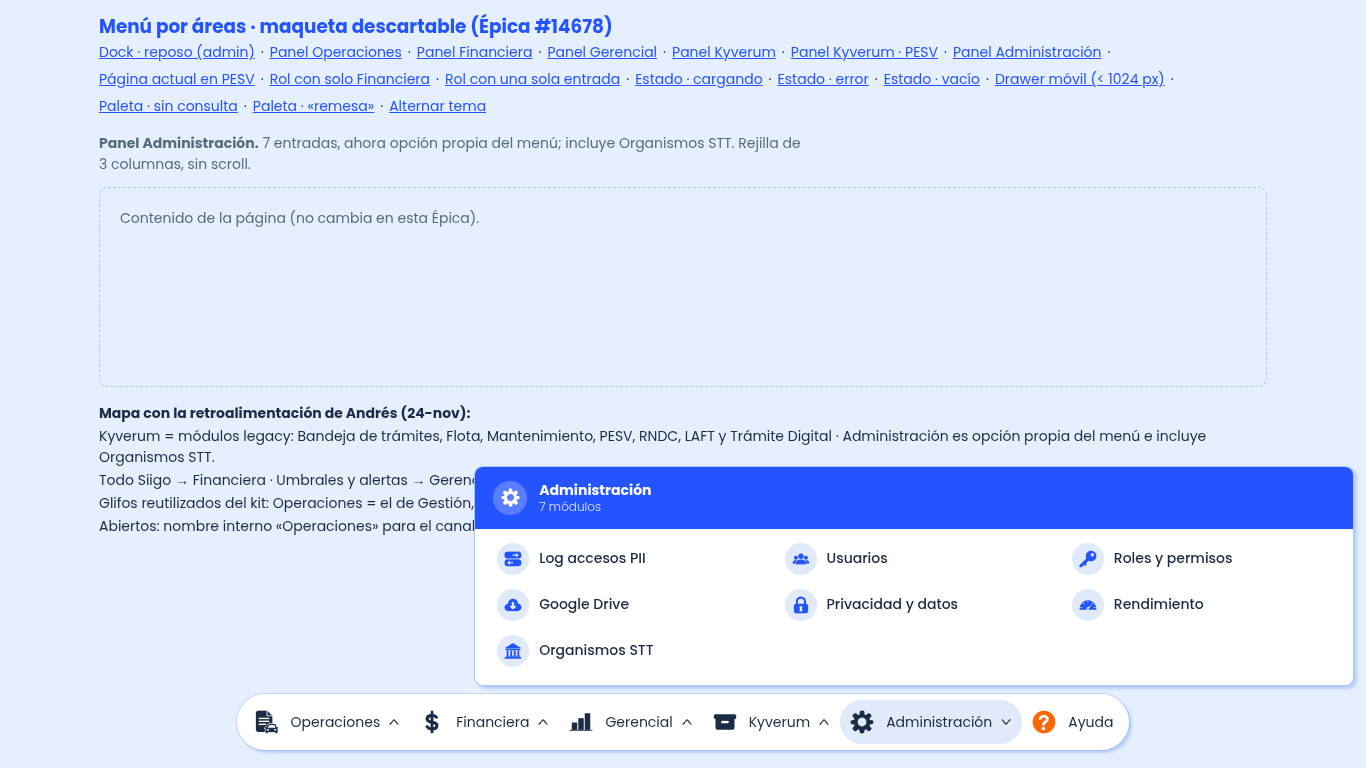 Menú por áreas · maqueta descartable (Épica #14678)
Dock · reposo (admin) · Panel Operaciones · Panel Financiera · Panel Gerencial · Panel Kyverum · Panel Kyverum · PESV · Panel Administración ·
Página actual en PESV · Rol con solo Financiera · Rol con una sola entrada · Estado · cargando · Estado · error · Estado · vacío · Drawer móvil (< 1024 px) ·
Paleta · sin consulta · Paleta · «remesa» · Alternar tema
Panel Administración. 7 entradas, ahora opción propia del menú; incluye Organismos STT. Rejilla de
3 columnas, sin scroll.
Contenido de la página (no cambia en esta Épica).
Mapa con la retroalimentación de Andrés (24-nov):
Kyverum = módulos legacy: Bandeja de trámites, Flota, Mantenimiento, PESV, RNDC, LAFT y Trámite Digital · Administración es opción propia del menú e incluye
Organismos STT.
Todo Siigo → Financiera · Umbrales y alertas → Gerenc
Glifos reutilizados del kit: Operaciones = el de Gestión,
Abiertos: nombre interno «Operaciones» para el canal
Administración
7 módulos
Log accesos PII Usuarios Roles y permisos
Google Drive Privacidad y datos Rendimiento
Organismos STT
Operaciones Financiera Gerencial Kyverum Administración Ayuda